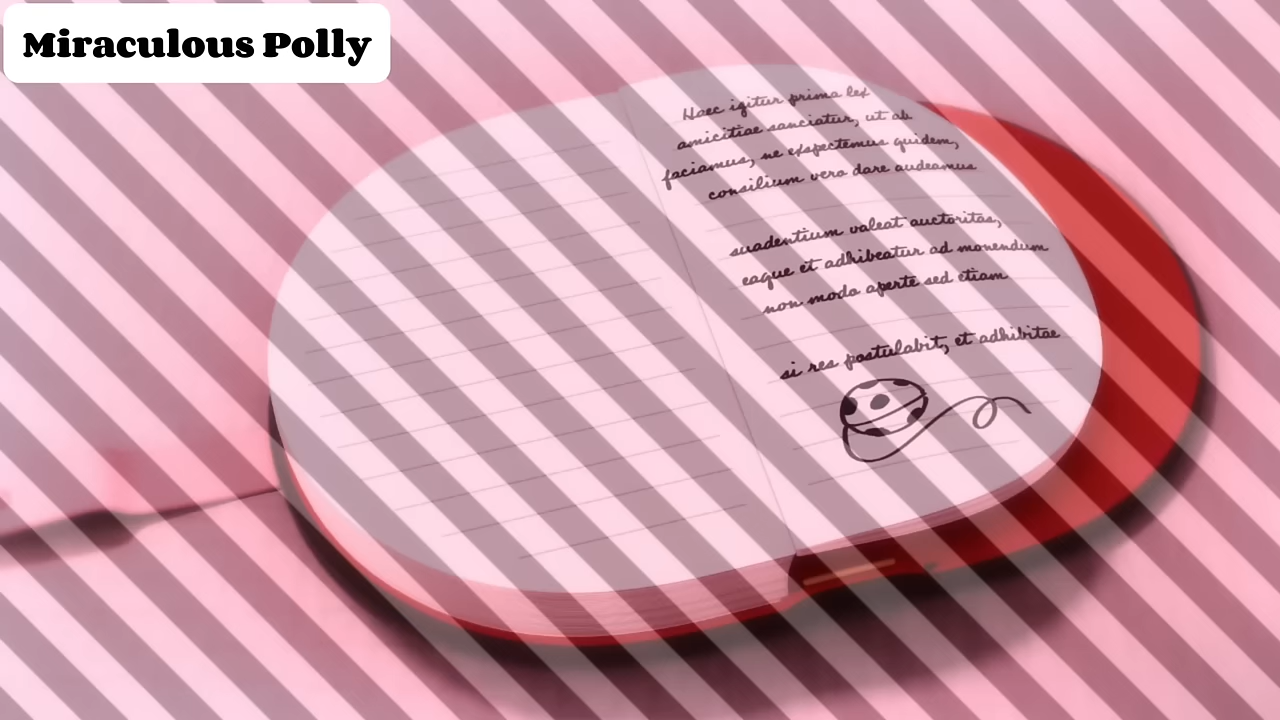 Miraculous Polly
Haec igitur prima lex
amicitiae sanciatur, ut ab
faciamus, ne exspectemus quidem,
consilium vero dare audeamus
suadentium valeat auctoritas,
eaque et adhibeatur ad monendum
non modo aperte sed etiam
si res postulabit, et adhibitae